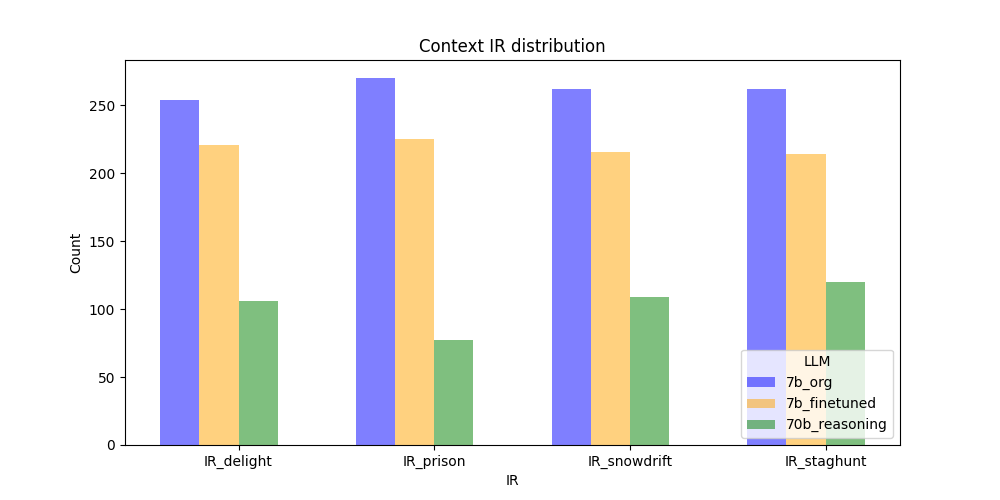 Context IR distribution
Count
250
200
150
100
50
0
IR_delight
IR_prison
IR_snowdrift
IR_staghunt
IR
LLM
7b_org
7b_finetuned
70b_reasoning